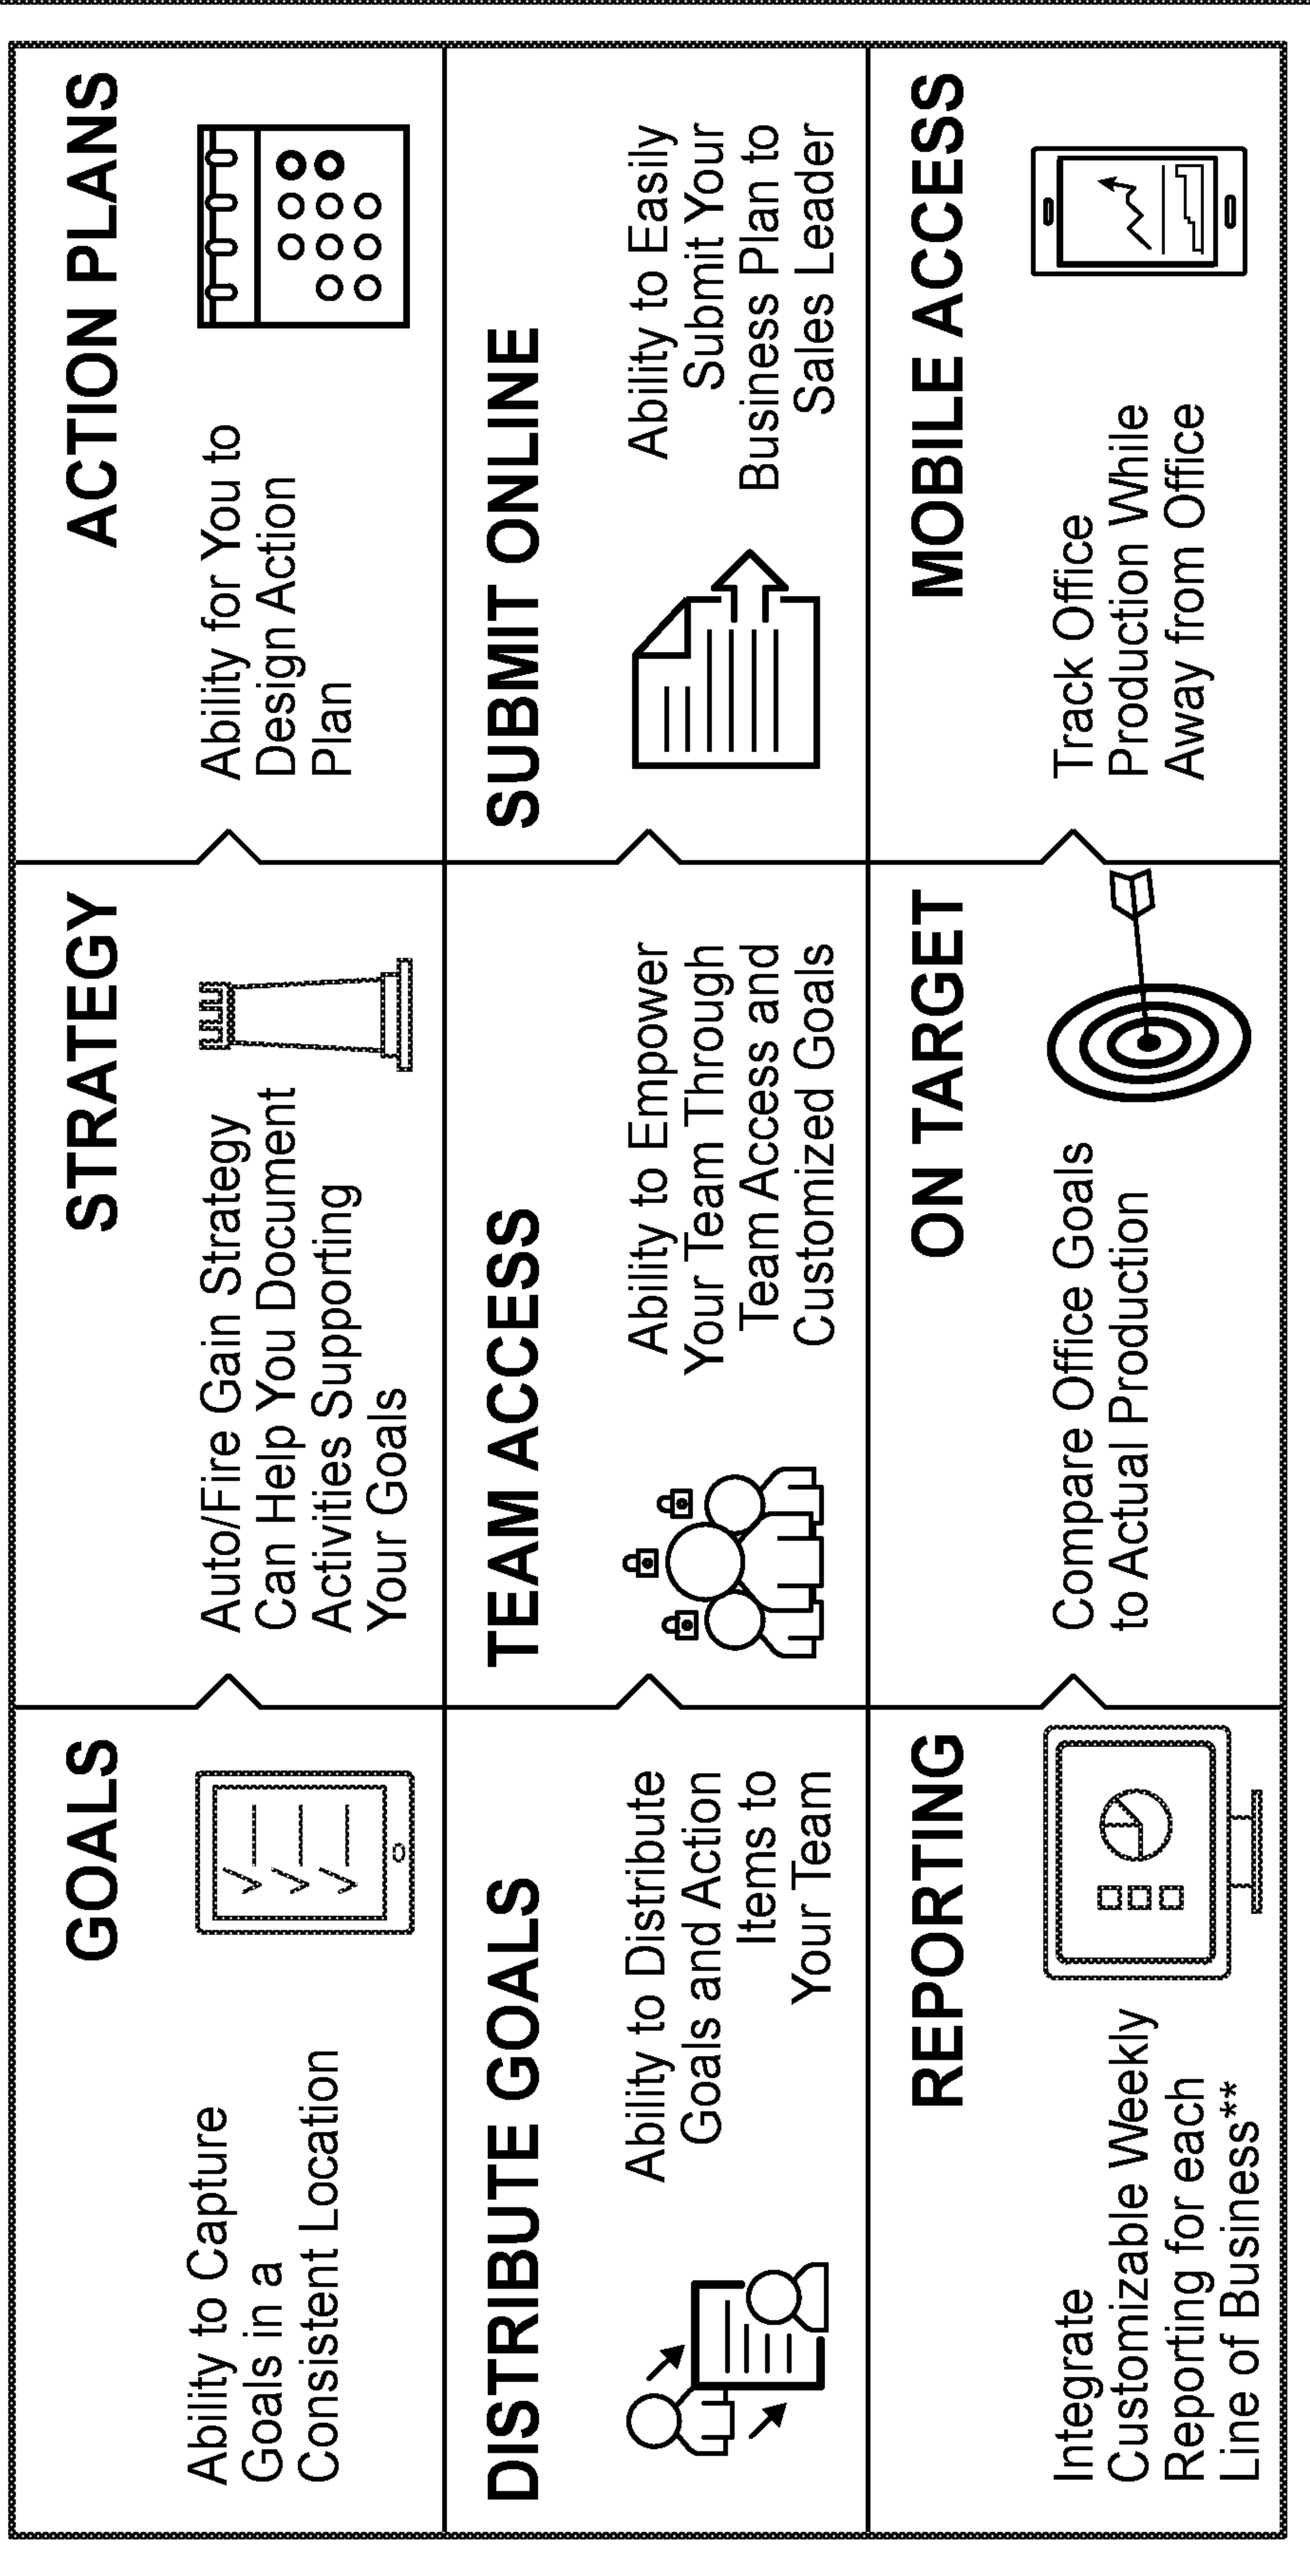 GOALS
Ability to Capture
Goals in a
Consistent Location
STRATEGY
Auto/Fire Gain Strategy
Can Help You Document
Activities Supporting
Your Goals
ACTION PLANS
Ability for You to
Design Action
Plan
DISTRIBUTE GOALS
Ability to Distribute
Goals and Action
Items to
Your Team
TEAM ACCESS
Ability to Empower
Your Team Through
Team Access and
Customized Goals
SUBMIT ONLINE
Ability to Easily
Submit Your
Business Plan to
Sales Leader
REPORTING
Integrate
Customizable Weekly
Reporting for each
Line of Business**
ON TARGET
Compare Office Goals
to Actual Production
MOBILE ACCESS
Track Office
Production While
Away from Office